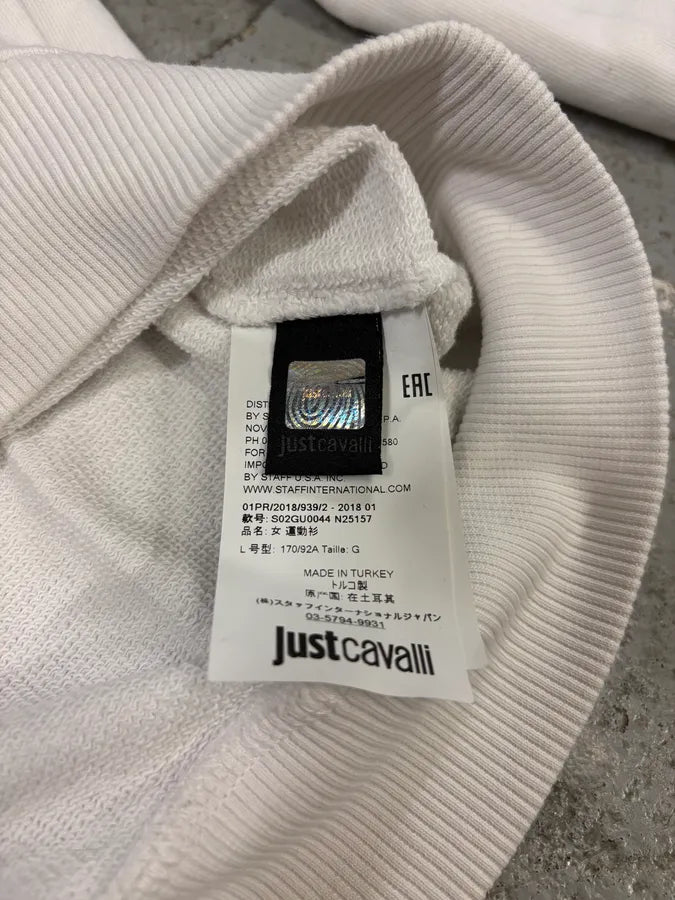 EAC
DIST
BY S P.A.
NOV
PH 0 580
FOR
IMPO
BY STAFF U.S.A. INC.
WWW.STAFFINTERNATIONAL.COM
justcavalli
01PR/2018/939/2 - 2018 01
款号: S02GU0044 N25157
品名: 女 運動衫
L 号型: 170/92A Taille: G
MADE IN TURKEY
トルコ製
原产国: 在土耳其
(株)スタッフインターナショナルジャパン
03-5794-9931
justcavalli